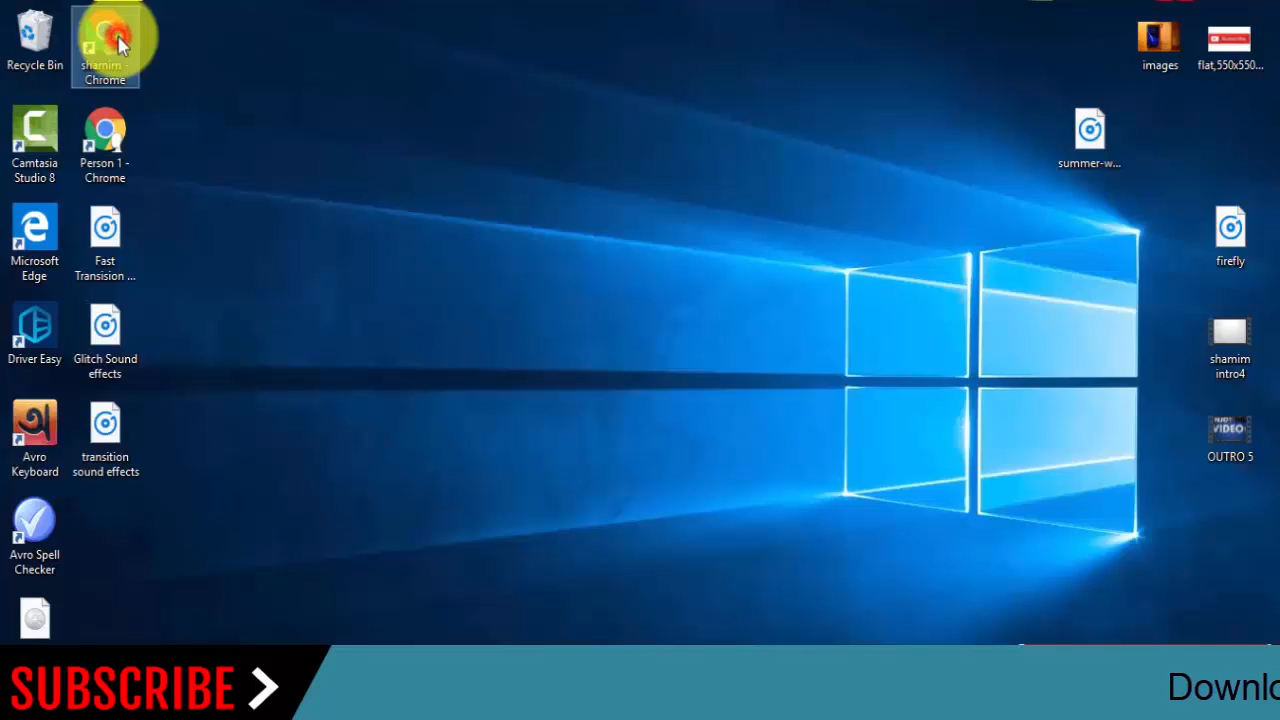 Recycle Bin
shamim -
Chrome
images
flat,550x550...
Camtasia
Studio 8
Person 1 -
Chrome
summer-w...
Microsoft
Edge
Fast
Transision ...
firefly
Driver Easy
Glitch Sound
effects
shamim
intro4
অ
Avro
Keyboard
transition
sound effects
VIDEO
OUTRO 5
Avro Spell
Checker
SUBSCRIBE
Downlo